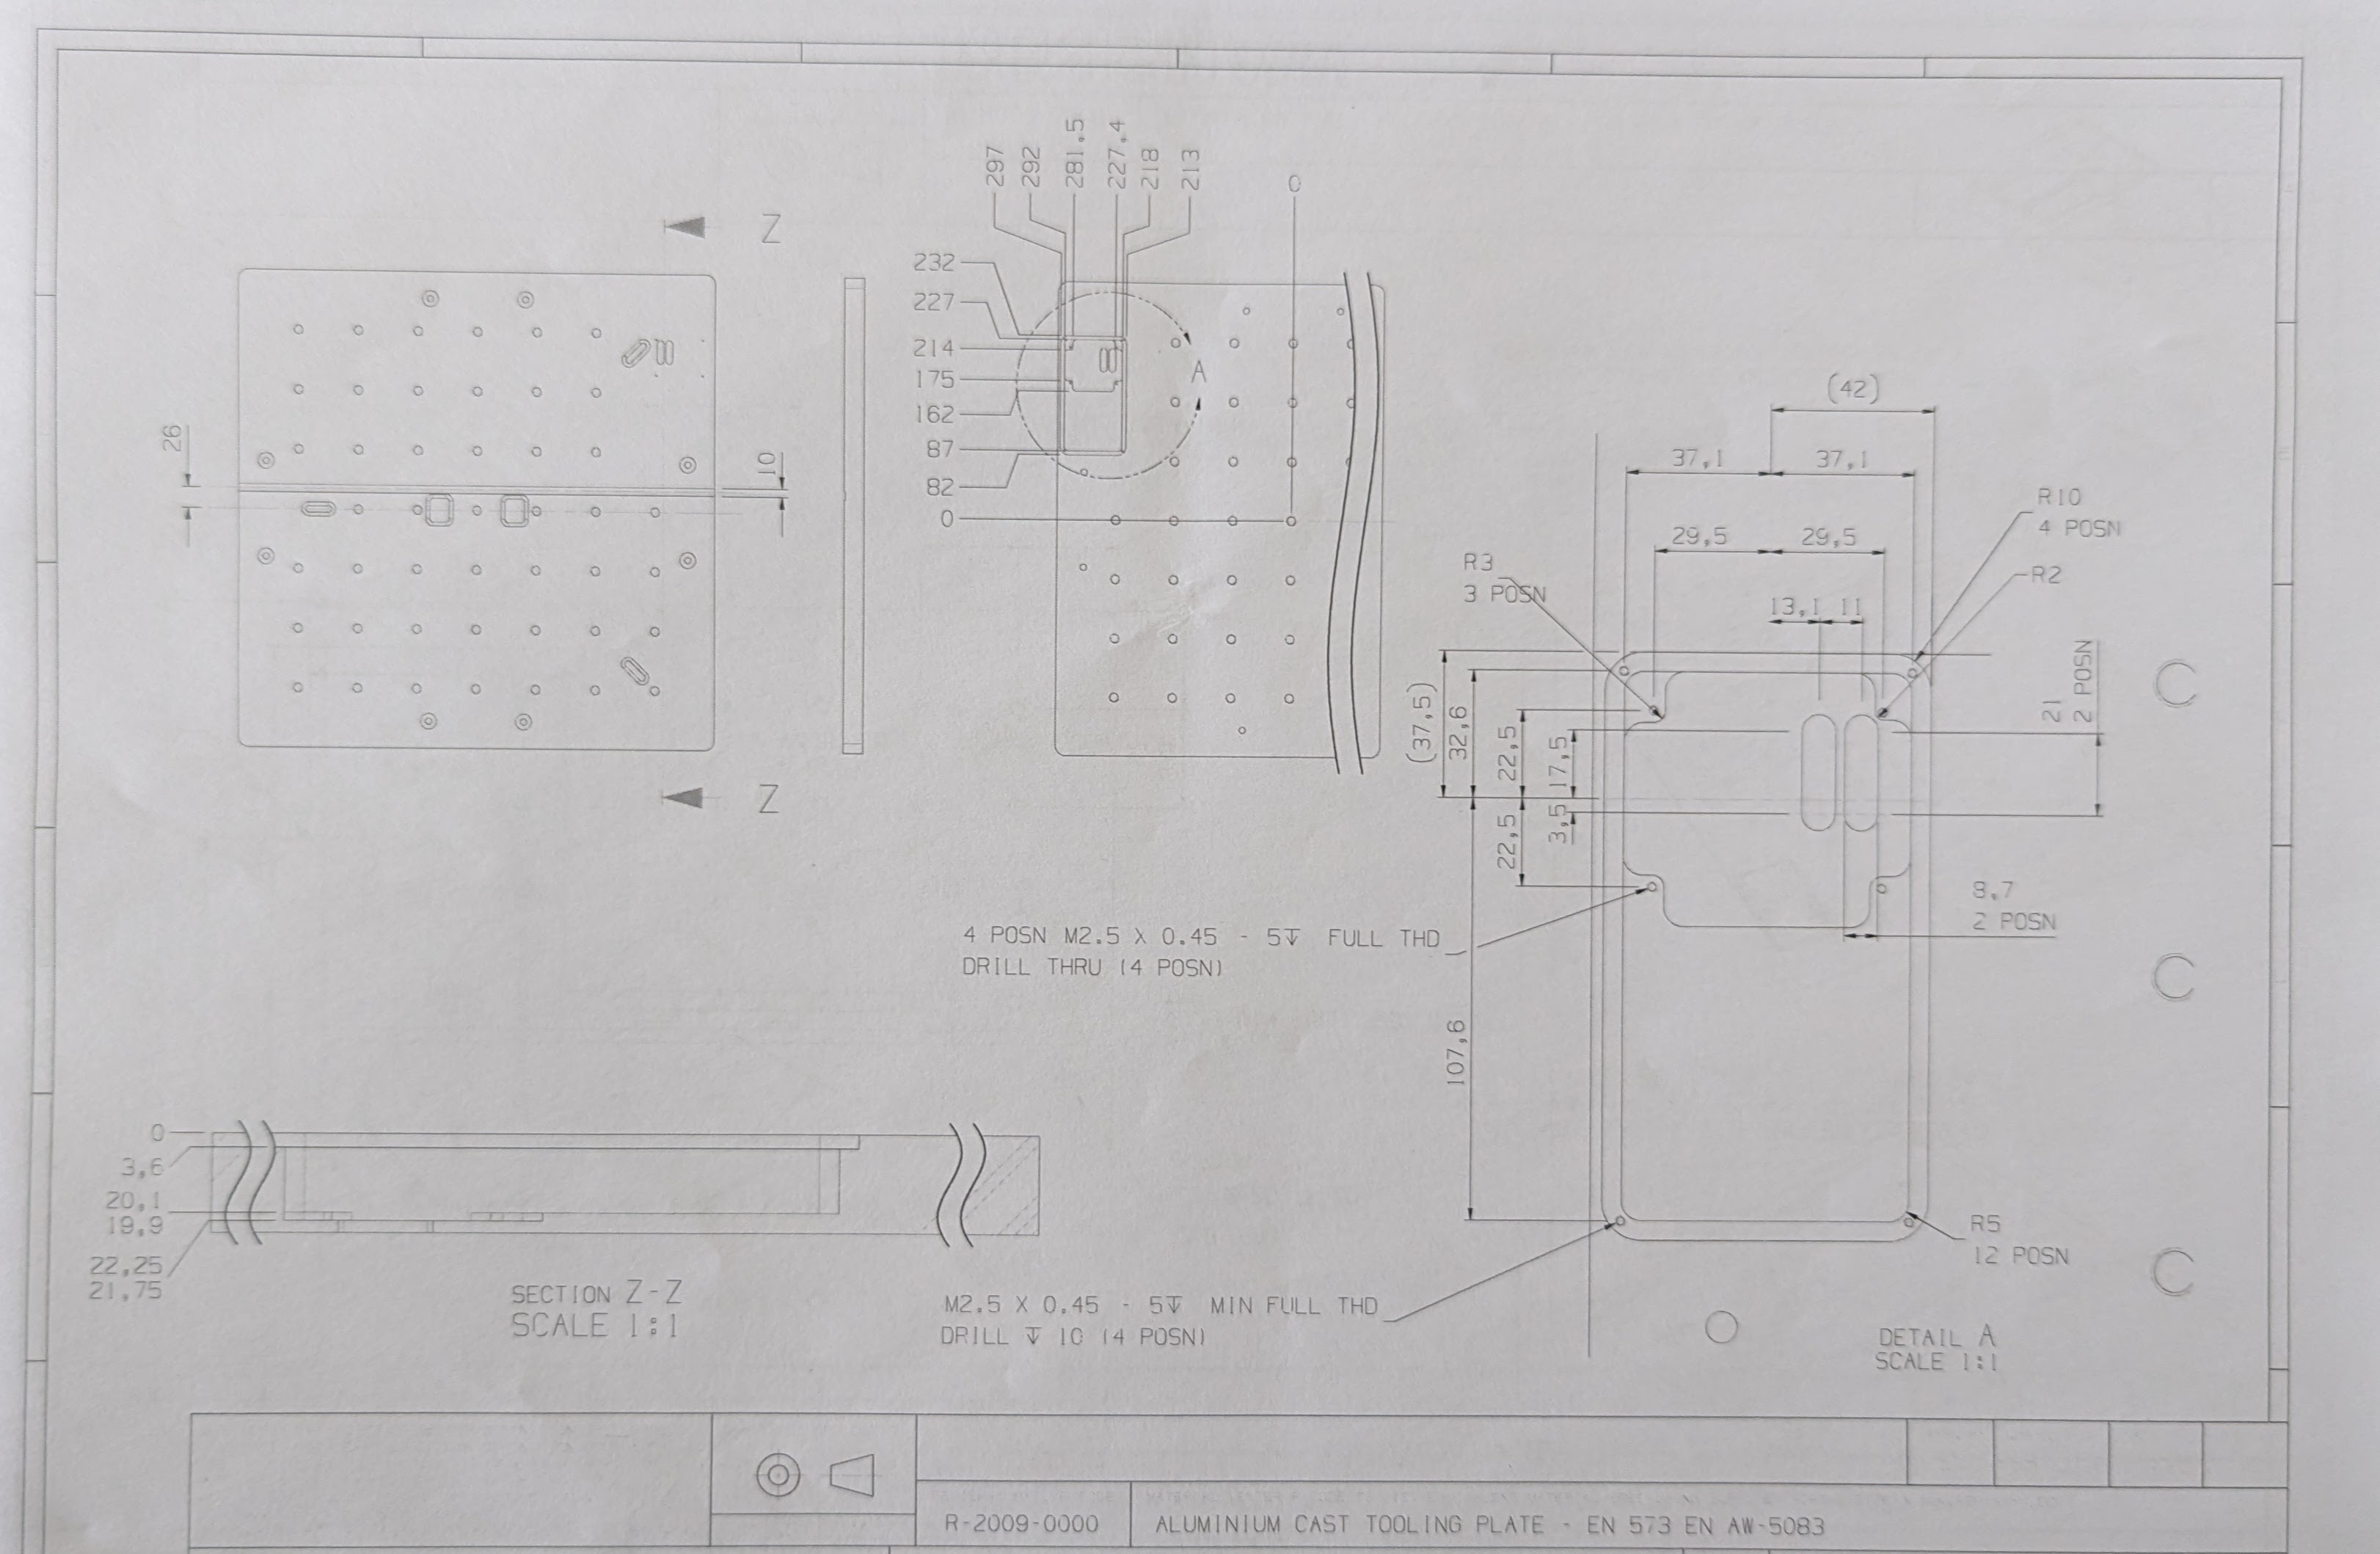 Z
26
10
Z
297
292
281,5
227,4
218
213
0
232
227
214
175
162
87
82
0
A
(42)
37,1
37,1
29,5
29,5
13,1
11
R10
4 POSN
R2
R3
3 POSN
21
2 POSN
(37,5)
32,6
22,5
17,5
22,5
3,5
107,6
8,7
2 POSN
R5
12 POSN
4 POSN M2.5 X 0.45 - 5↧ FULL THD
DRILL THRU (4 POSN)
M2.5 X 0.45 - 5↧ MIN FULL THD
DRILL ↧ 10 (4 POSN)
DETAIL A
SCALE 1:1
0
3,6
20,1
19,9
22,25
21,75
SECTION Z-Z
SCALE 1:1
R-2009-0000
ALUMINIUM CAST TOOLING PLATE - EN 573 EN AW-5083